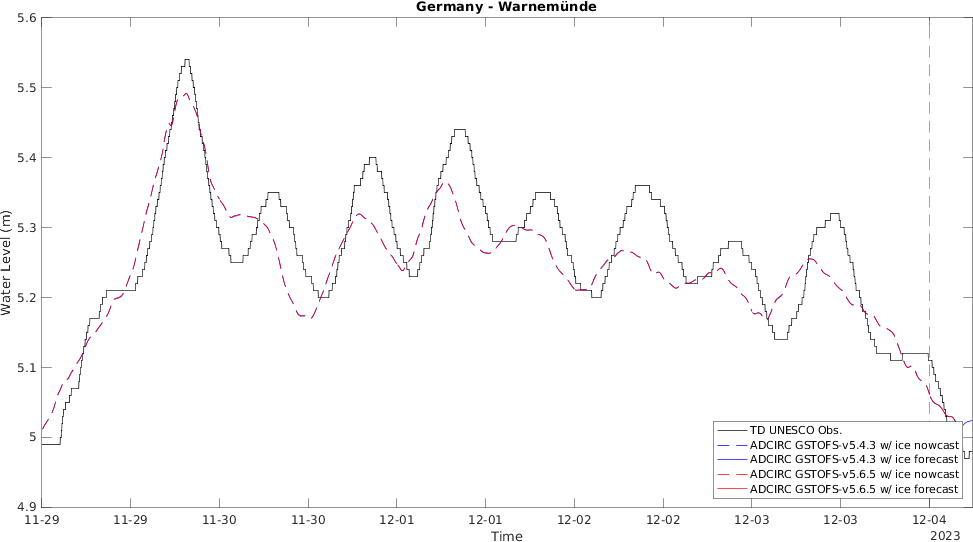 Germany - Warnemünde
5.6
5.5
5.4
5.3
5.2
5.1
5
4.9
Water Level (m)
11-29
11-29
11-30
11-30
12-01
12-01
12-02
12-02
12-03
12-03
12-04
2023
Time
TD UNESCO Obs.
ADCIRC GSTOFS-v5.4.3 w/ ice nowcast
ADCIRC GSTOFS-v5.4.3 w/ ice forecast
ADCIRC GSTOFS-v5.6.5 w/ ice nowcast
ADCIRC GSTOFS-v5.6.5 w/ ice forecast